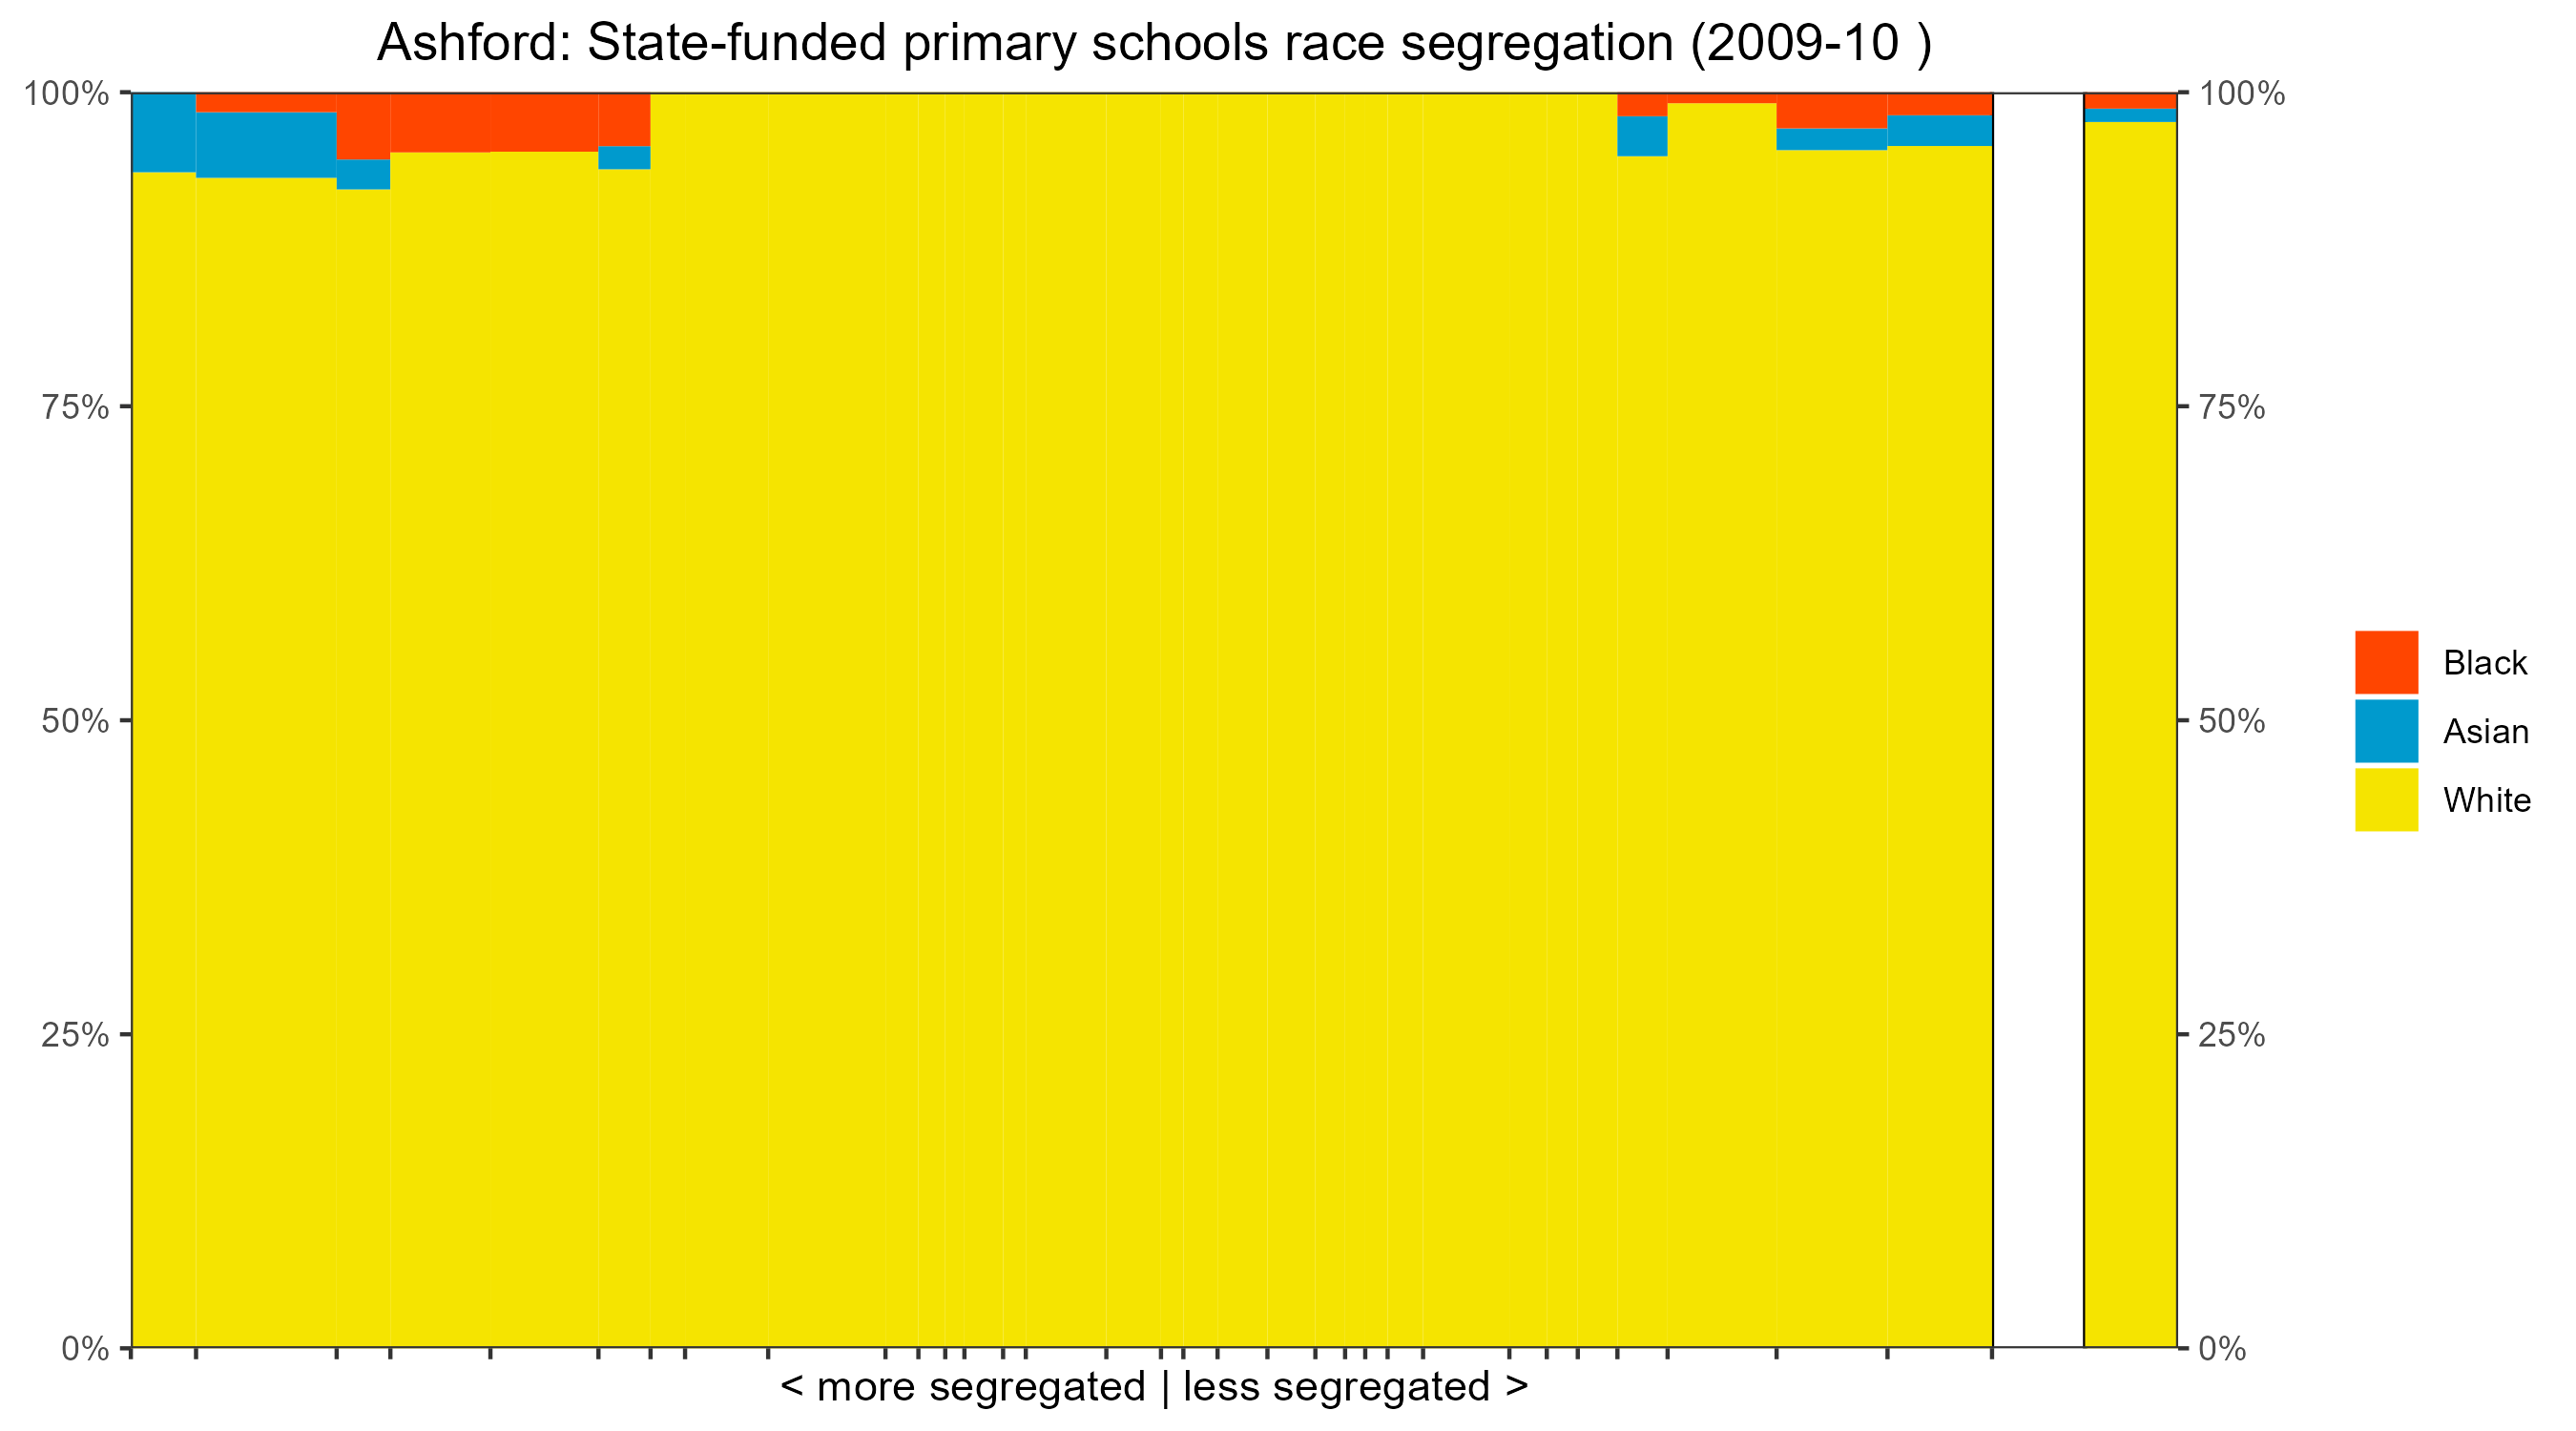 Ashford: State-funded primary schools race segregation (2009-10 )
100%
75%
50%
25%
0%
100%
75%
50%
25%
0%
Black
Asian
White
< more segregated | less segregated >